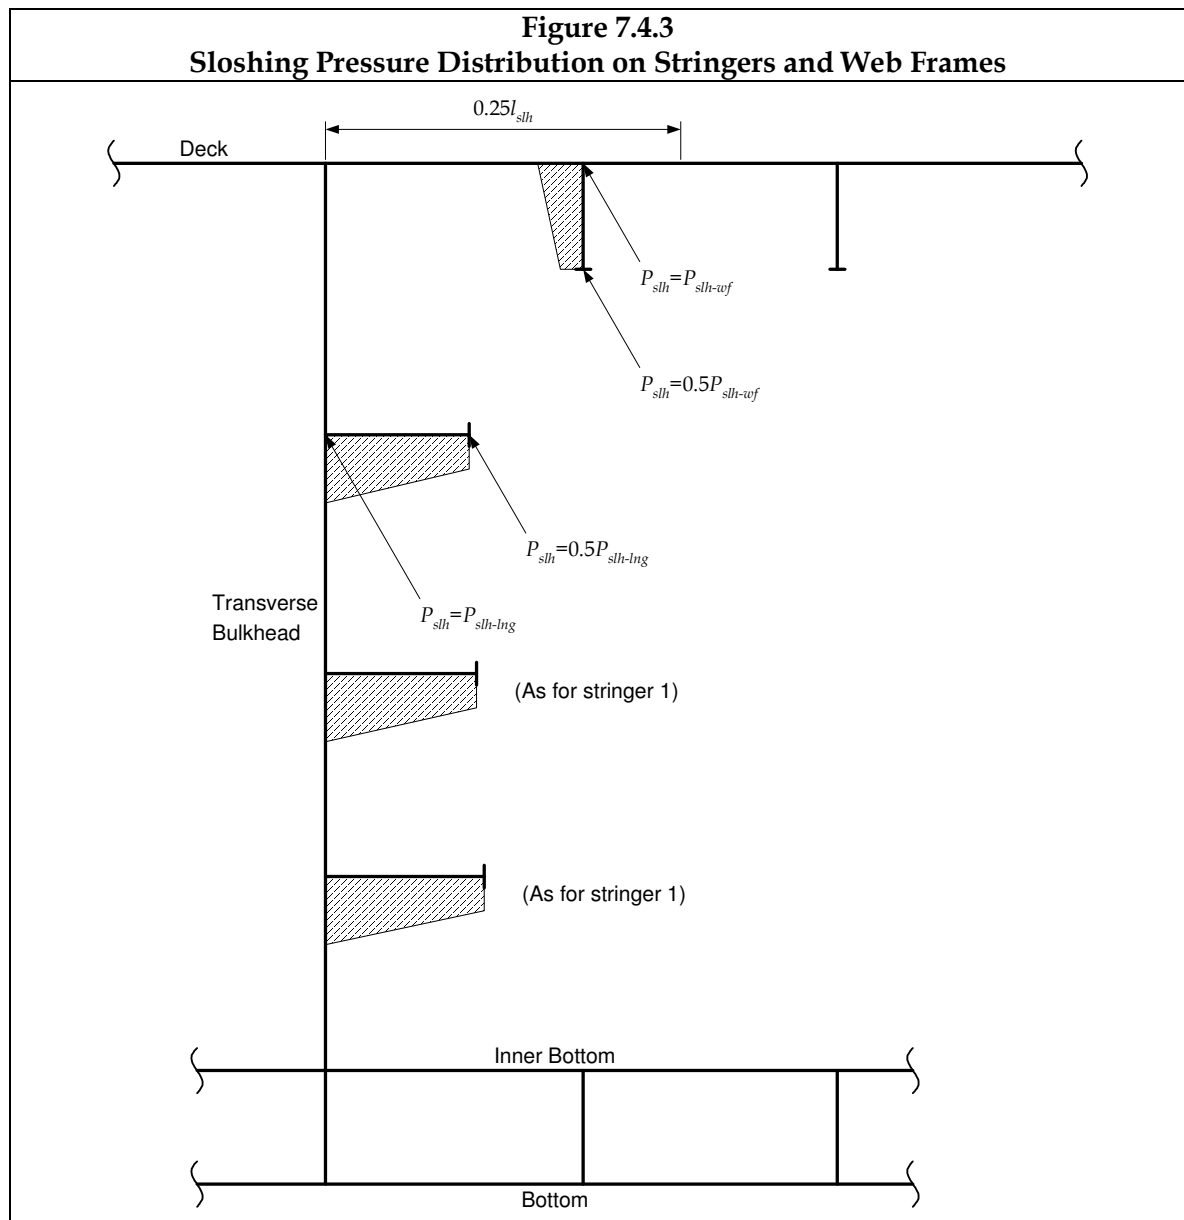 Figure 7.4.3
Sloshing Pressure Distribution on Stringers and Web Frames
0.25l_slh
Deck
P_slh=P_slh-wf
P_slh=0.5P_slh-wf
P_slh=0.5P_slh-lng
Transverse
Bulkhead
P_slh=P_slh-lng
(As for stringer 1)
(As for stringer 1)
Inner Bottom
Bottom